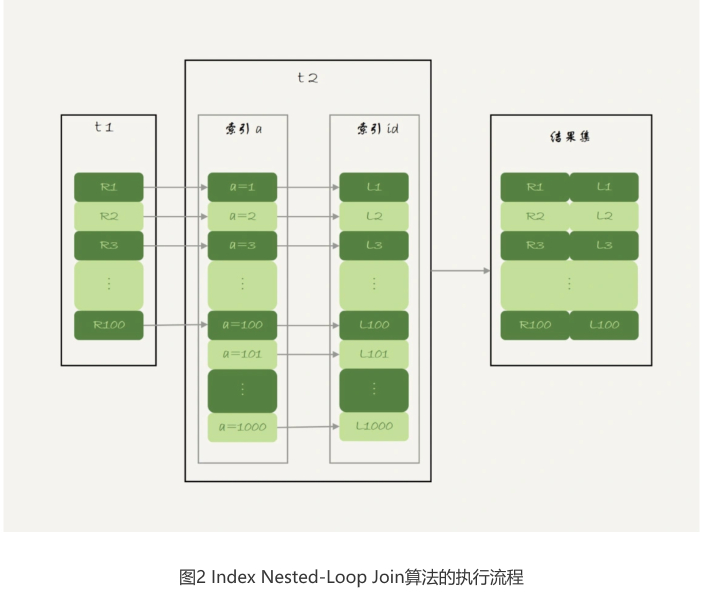 t2
t1
索引 a
索引 id
结果集
R1
a=1
L1
R1
L1
R2
a=2
L2
R2
L2
R3
a=3
L3
R3
L3
⋮
⋮
⋮
⋮
R100
a=100
L100
R100
L100
a=101
L101
⋮
⋮
a=1000
L1000
图2 Index Nested-Loop Join算法的执行流程